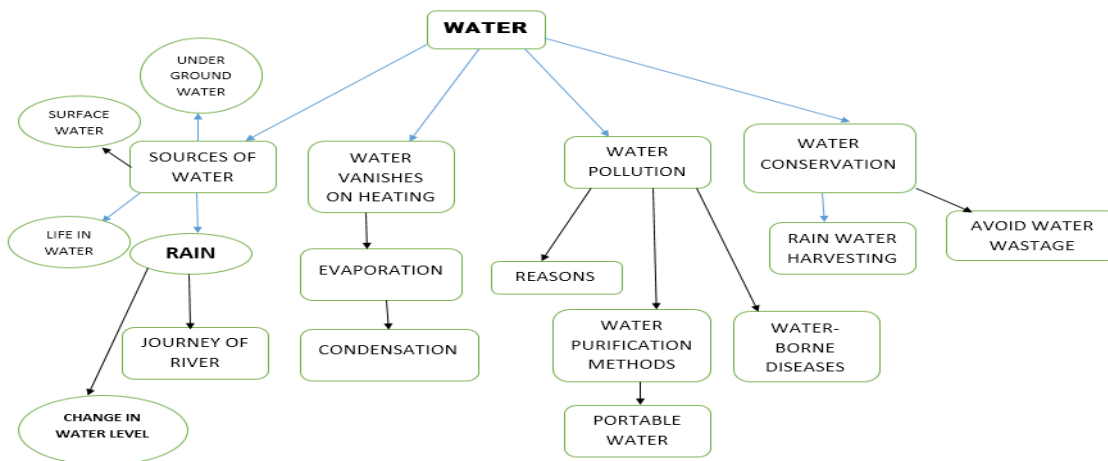 WATER
UNDER
GROUND
WATER
SURFACE
WATER
SOURCES OF
WATER
WATER
VANISHES
ON HEATING
WATER
POLLUTION
WATER
CONSERVATION
LIFE IN
WATER
RAIN
EVAPORATION
REASONS
RAIN WATER
HARVESTING
AVOID WATER
WASTAGE
JOURNEY OF
RIVER
CONDENSATION
WATER
PURIFICATION
METHODS
WATER-
BORNE
DISEASES
CHANGE IN
WATER LEVEL
PORTABLE
WATER